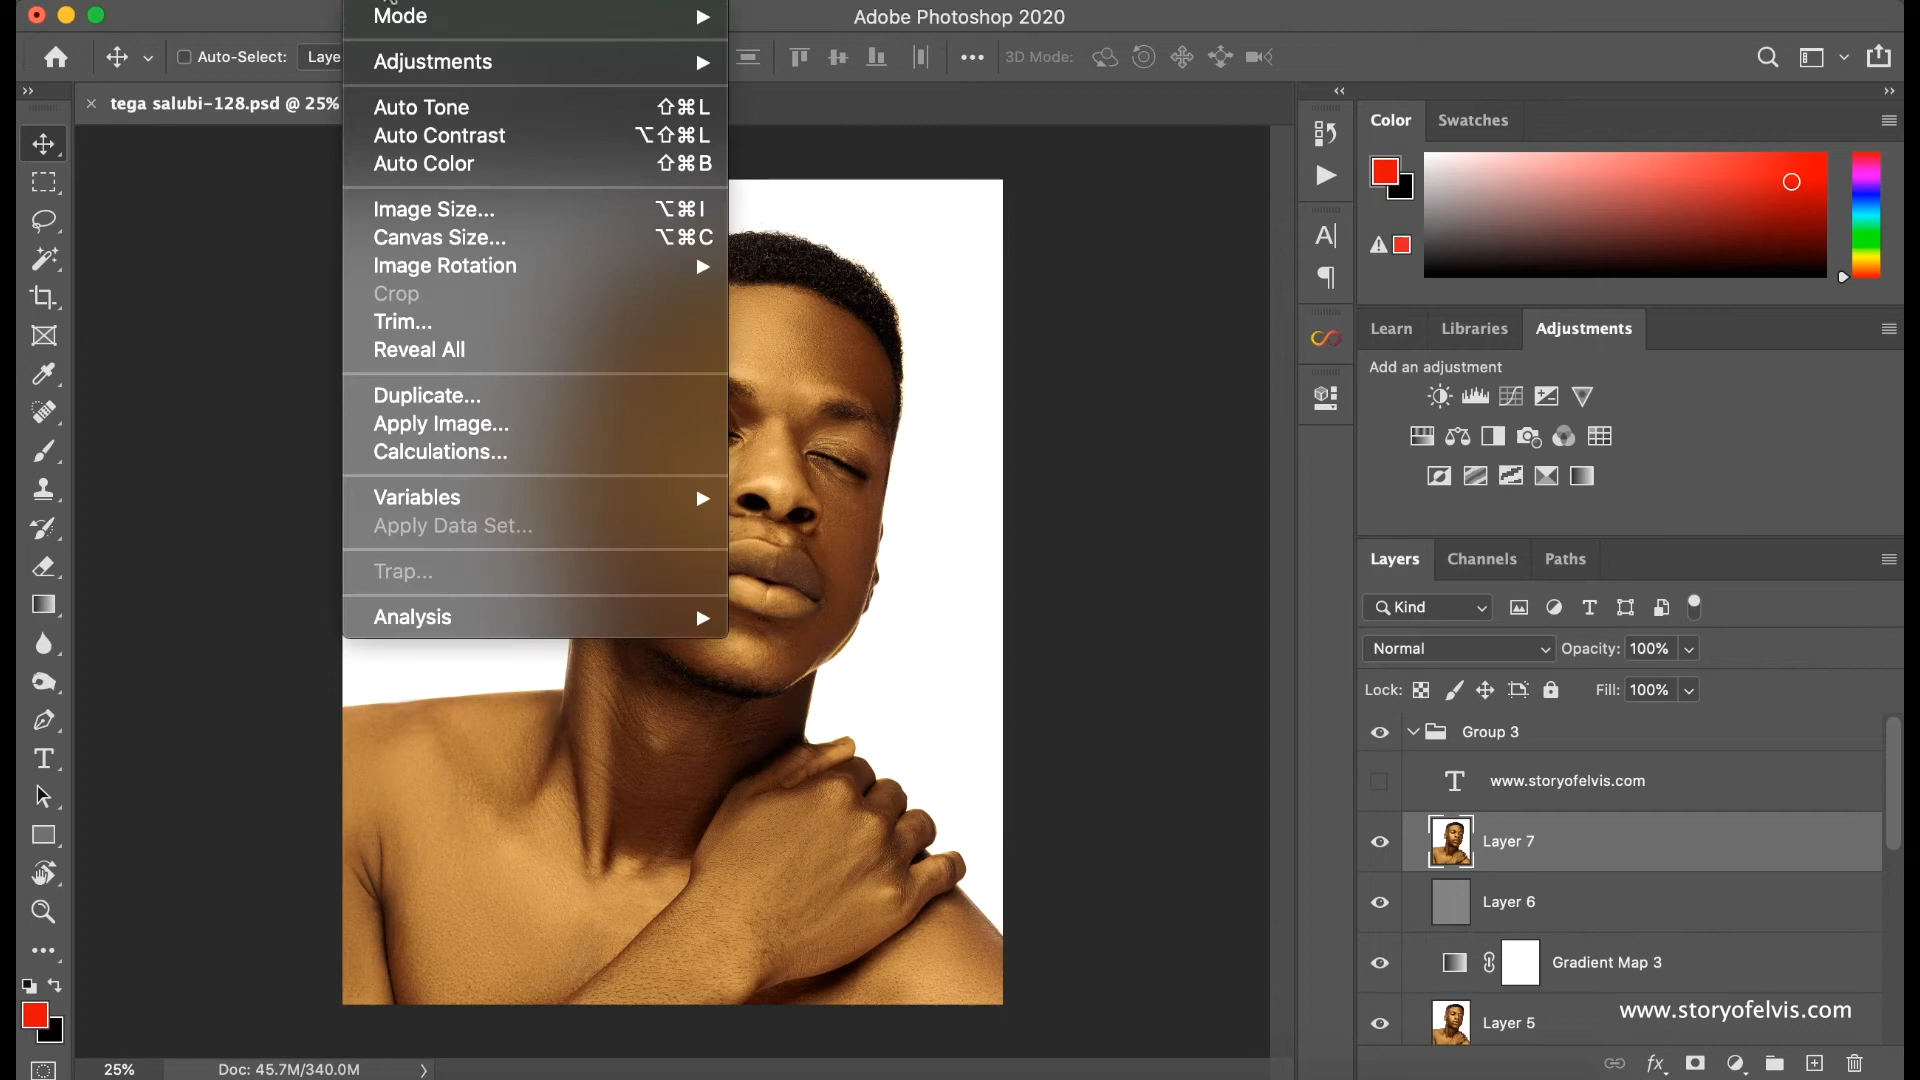 Adobe Photoshop 2020
Auto-Select: Laye
3D Mode:
tega salubi-128.psd @ 25%
Mode
Adjustments
Auto Tone ⇧⌘L
Auto Contrast ⌥⇧⌘L
Auto Color ⇧⌘B
Image Size... ⌥⌘I
Canvas Size... ⌥⌘C
Image Rotation
Crop
Trim...
Reveal All
Duplicate...
Apply Image...
Calculations...
Variables
Apply Data Set...
Trap...
Analysis
Color Swatches
Learn Libraries Adjustments
Add an adjustment
Layers Channels Paths
Kind
Normal Opacity: 100%
Lock: Fill: 100%
Group 3
www.storyofelvis.com
Layer 7
Layer 6
Gradient Map 3
Layer 5
www.storyofelvis.com
25% Doc: 45.7M/340.0M